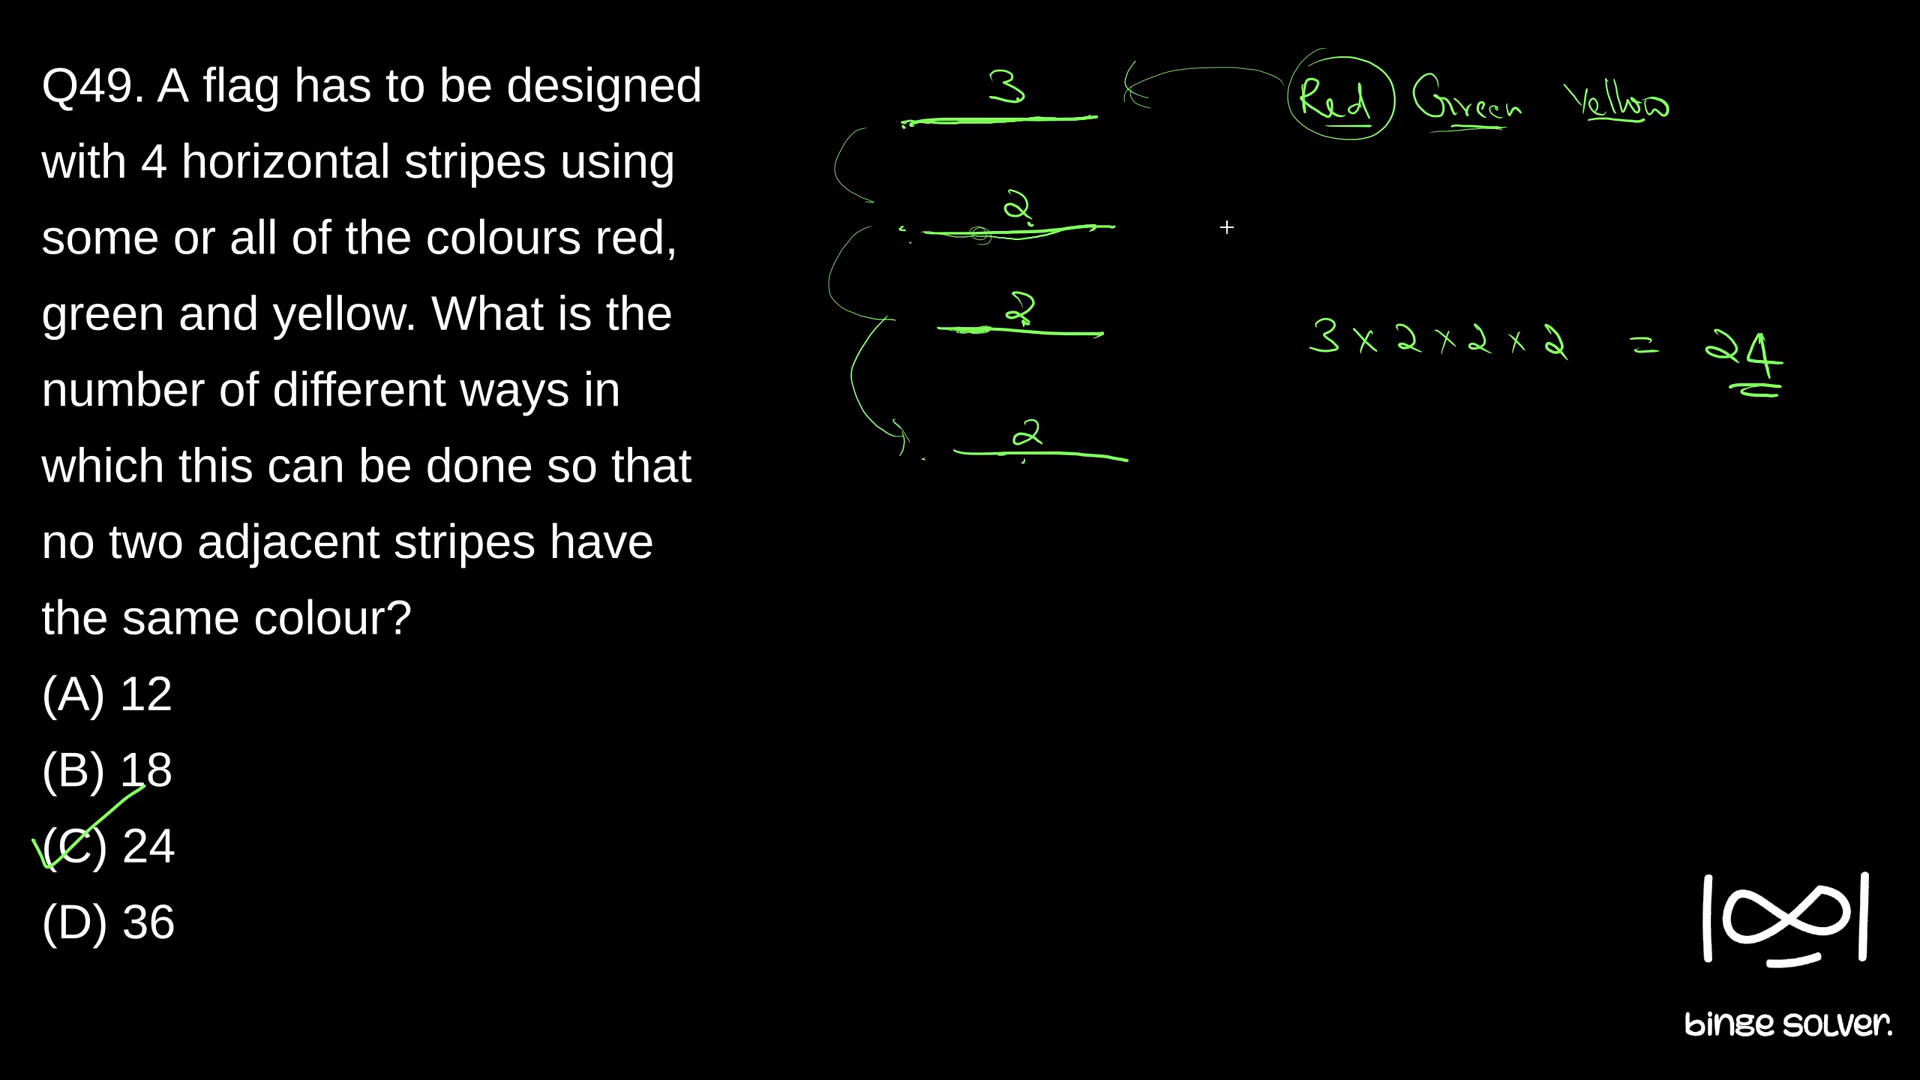 Q49. A flag has to be designed
with 4 horizontal stripes using
some or all of the colours red,
green and yellow. What is the
number of different ways in
which this can be done so that
no two adjacent stripes have
the same colour?
(A) 12
(B) 18
(C) 24
(D) 36
3
Red Green Yellow
2
2
3 × 2 × 2 × 2 = 24
2
binge solver.